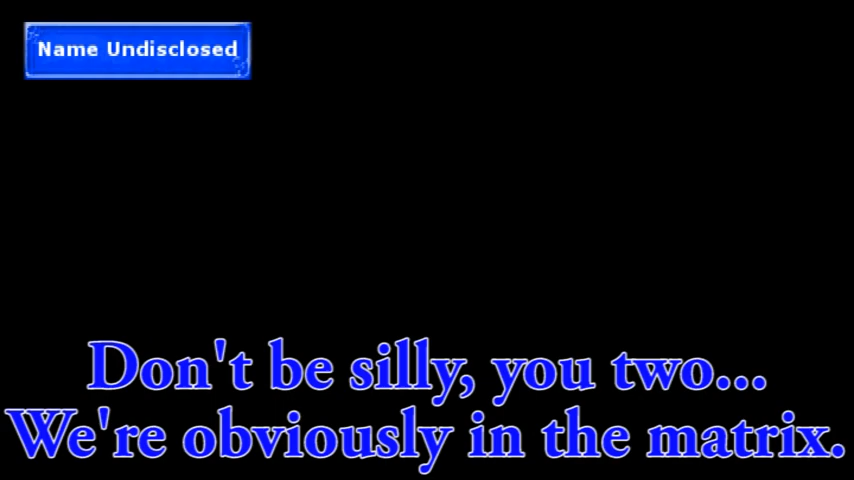 Name Undisclosed
Don't be silly, you two...
We're obviously in the matrix.